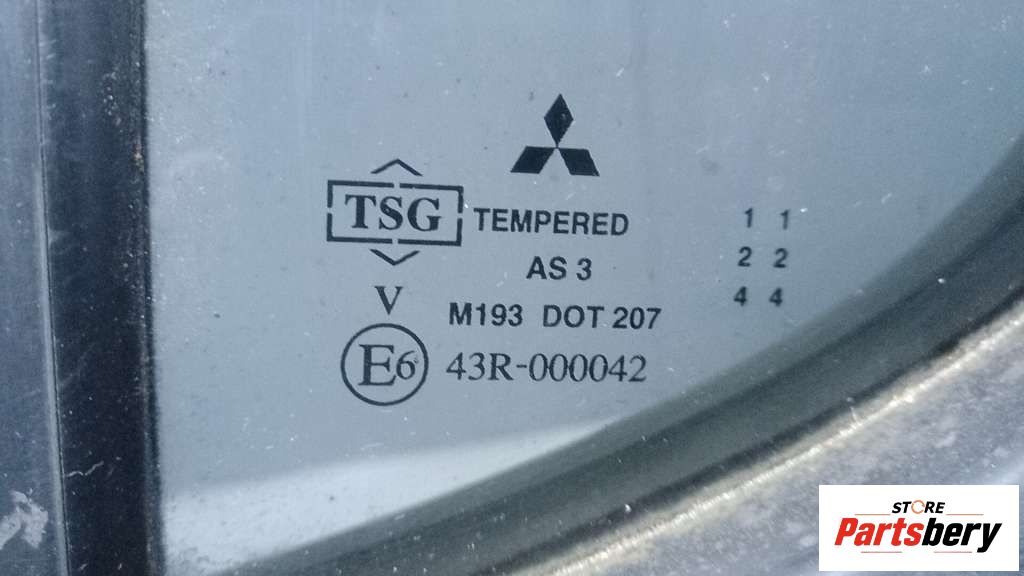 TSG TEMPERED
AS 3
V
M193 DOT 207
E6 43R-000042
1 1
2 2
4 4
STORE
Partsbery